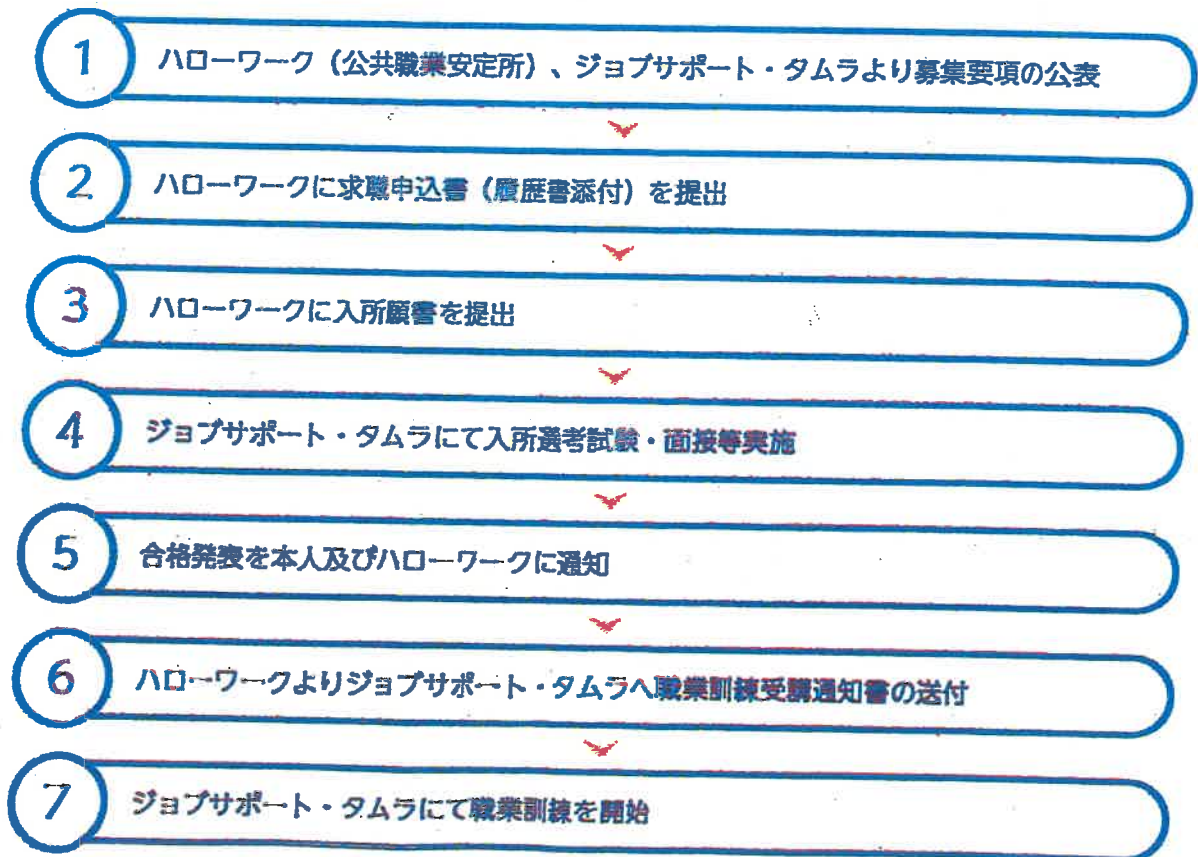 1 ハローワーク（公共職業安定所）、ジョブサポート・タムラより募集要項の公表
2 ハローワークに求職申込書（履歴書添付）を提出
3 ハローワークに入所願書を提出
4 ジョブサポート・タムラにて入所選考試験・面接等実施
5 合格発表を本人及びハローワークに通知
6 ハローワークよりジョブサポート・タムラへ職業訓練受講通知書の送付
7 ジョブサポート・タムラにて職業訓練を開始